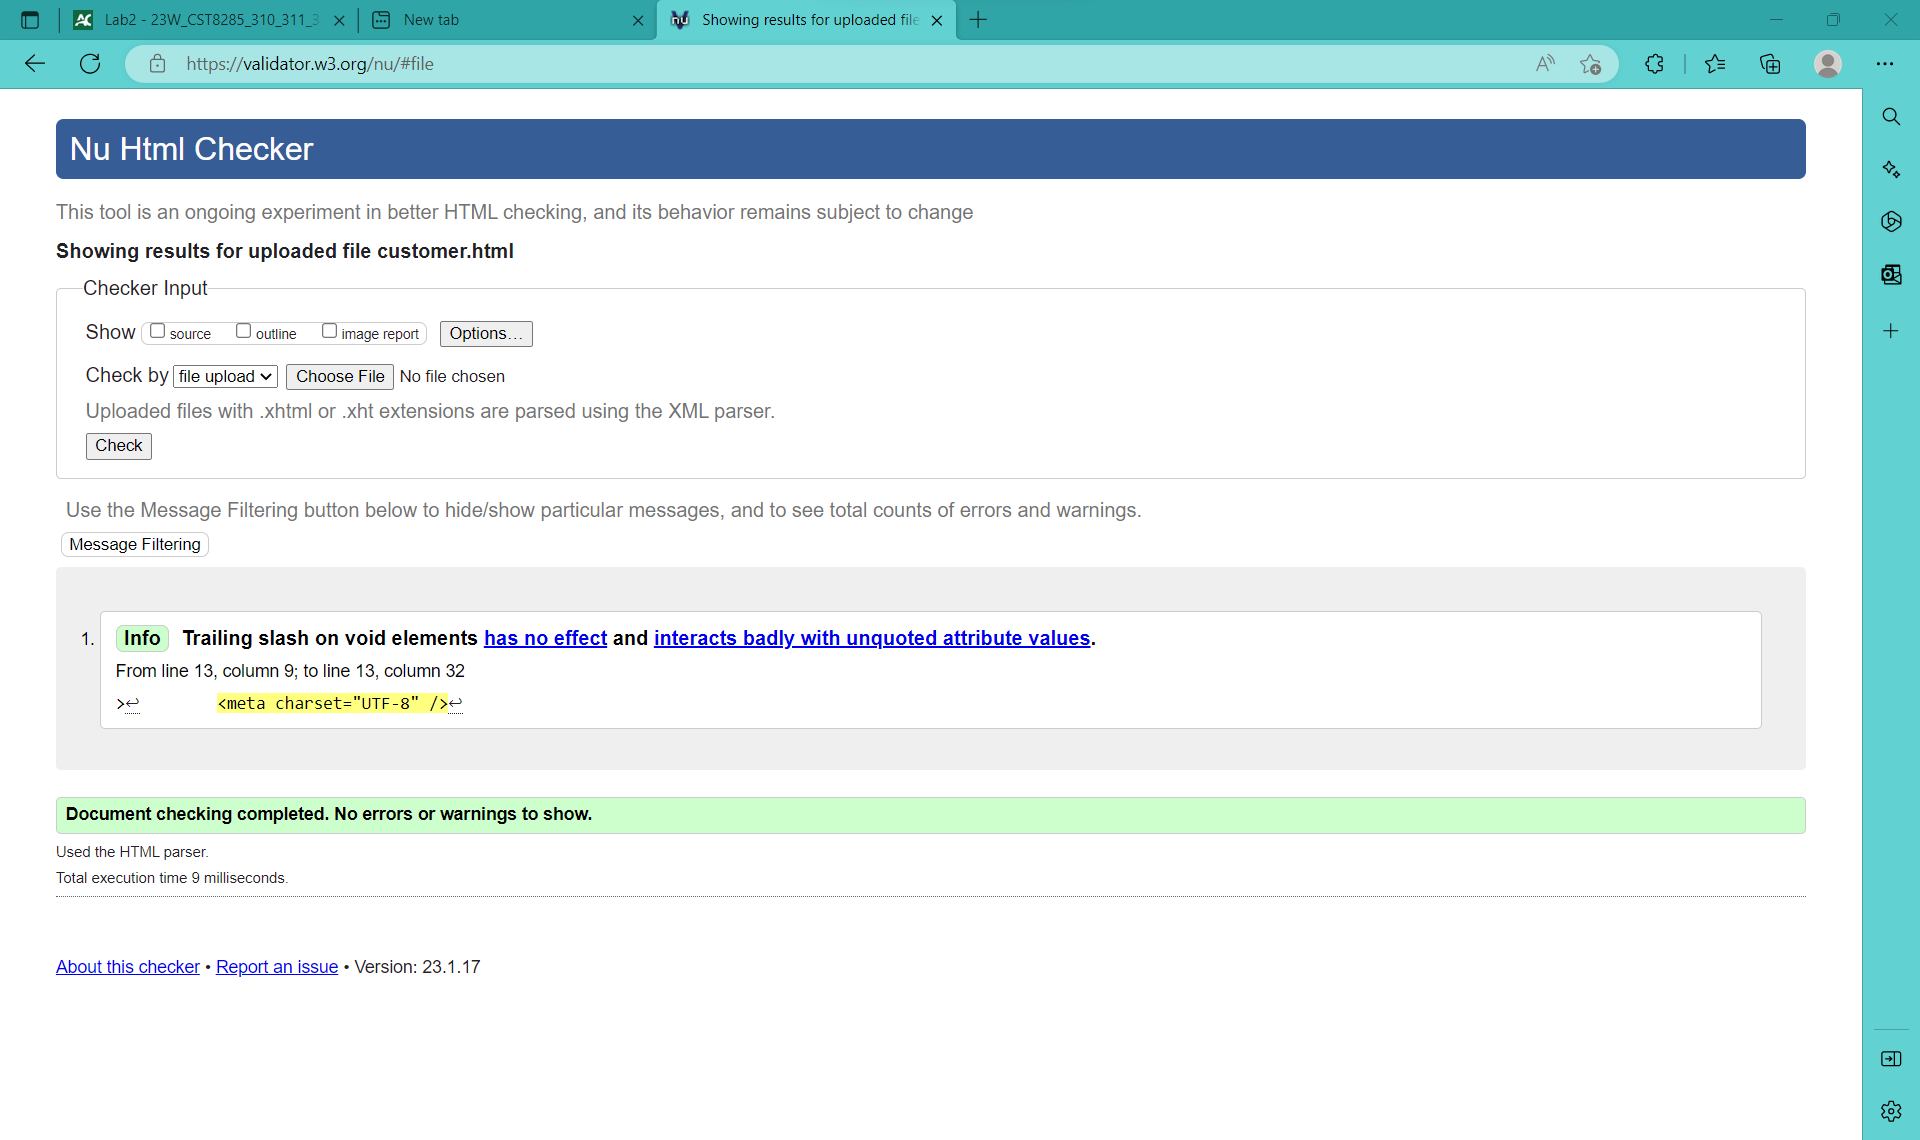 Lab2 - 23W_CST8285_310_311_3
New tab
Showing results for uploaded file
https://validator.w3.org/nu/#file
Nu Html Checker
This tool is an ongoing experiment in better HTML checking, and its behavior remains subject to change
Showing results for uploaded file customer.html
Checker Input
Show source outline image report Options...
Check by file upload Choose File No file chosen
Uploaded files with .xhtml or .xht extensions are parsed using the XML parser.
Check
Use the Message Filtering button below to hide/show particular messages, and to see total counts of errors and warnings.
Message Filtering
1. Info Trailing slash on void elements has no effect and interacts badly with unquoted attribute values.
From line 13, column 9; to line 13, column 32
>↩ <meta charset="UTF-8" />↩
Document checking completed. No errors or warnings to show.
Used the HTML parser.
Total execution time 9 milliseconds.
About this checker • Report an issue • Version: 23.1.17